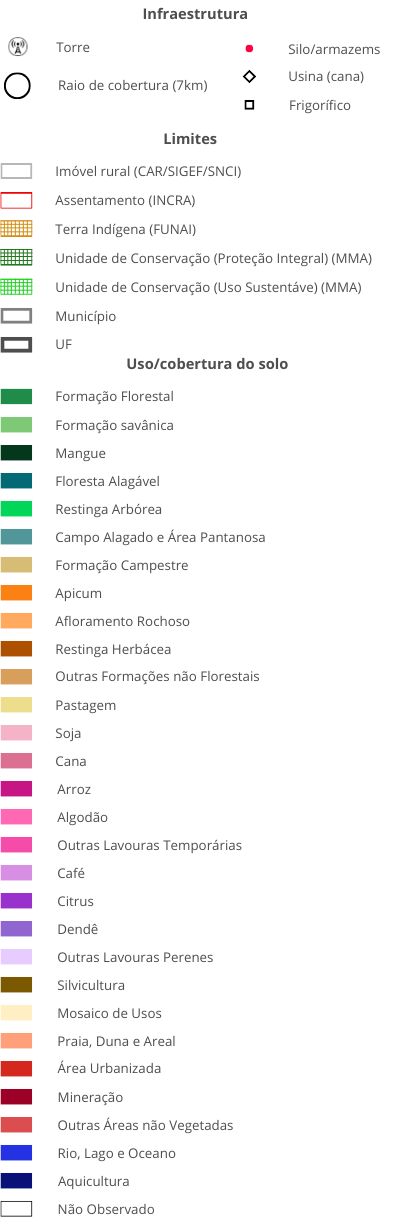 Infraestrutura
Torre
Silo/armazems
Raio de cobertura (7km)
Usina (cana)
Frigorífico
Limites
Imóvel rural (CAR/SIGEF/SNCI)
Assentamento (INCRA)
Terra Indígena (FUNAI)
Unidade de Conservação (Proteção Integral) (MMA)
Unidade de Conservação (Uso Sustentáve) (MMA)
Município
UF
Uso/cobertura do solo
Formação Florestal
Formação savânica
Mangue
Floresta Alagável
Restinga Arbórea
Campo Alagado e Área Pantanosa
Formação Campestre
Apicum
Afloramento Rochoso
Restinga Herbácea
Outras Formações não Florestais
Pastagem
Soja
Cana
Arroz
Algodão
Outras Lavouras Temporárias
Café
Citrus
Dendê
Outras Lavouras Perenes
Silvicultura
Mosaico de Usos
Praia, Duna e Areal
Área Urbanizada
Mineração
Outras Áreas não Vegetadas
Rio, Lago e Oceano
Aquicultura
Não Observado